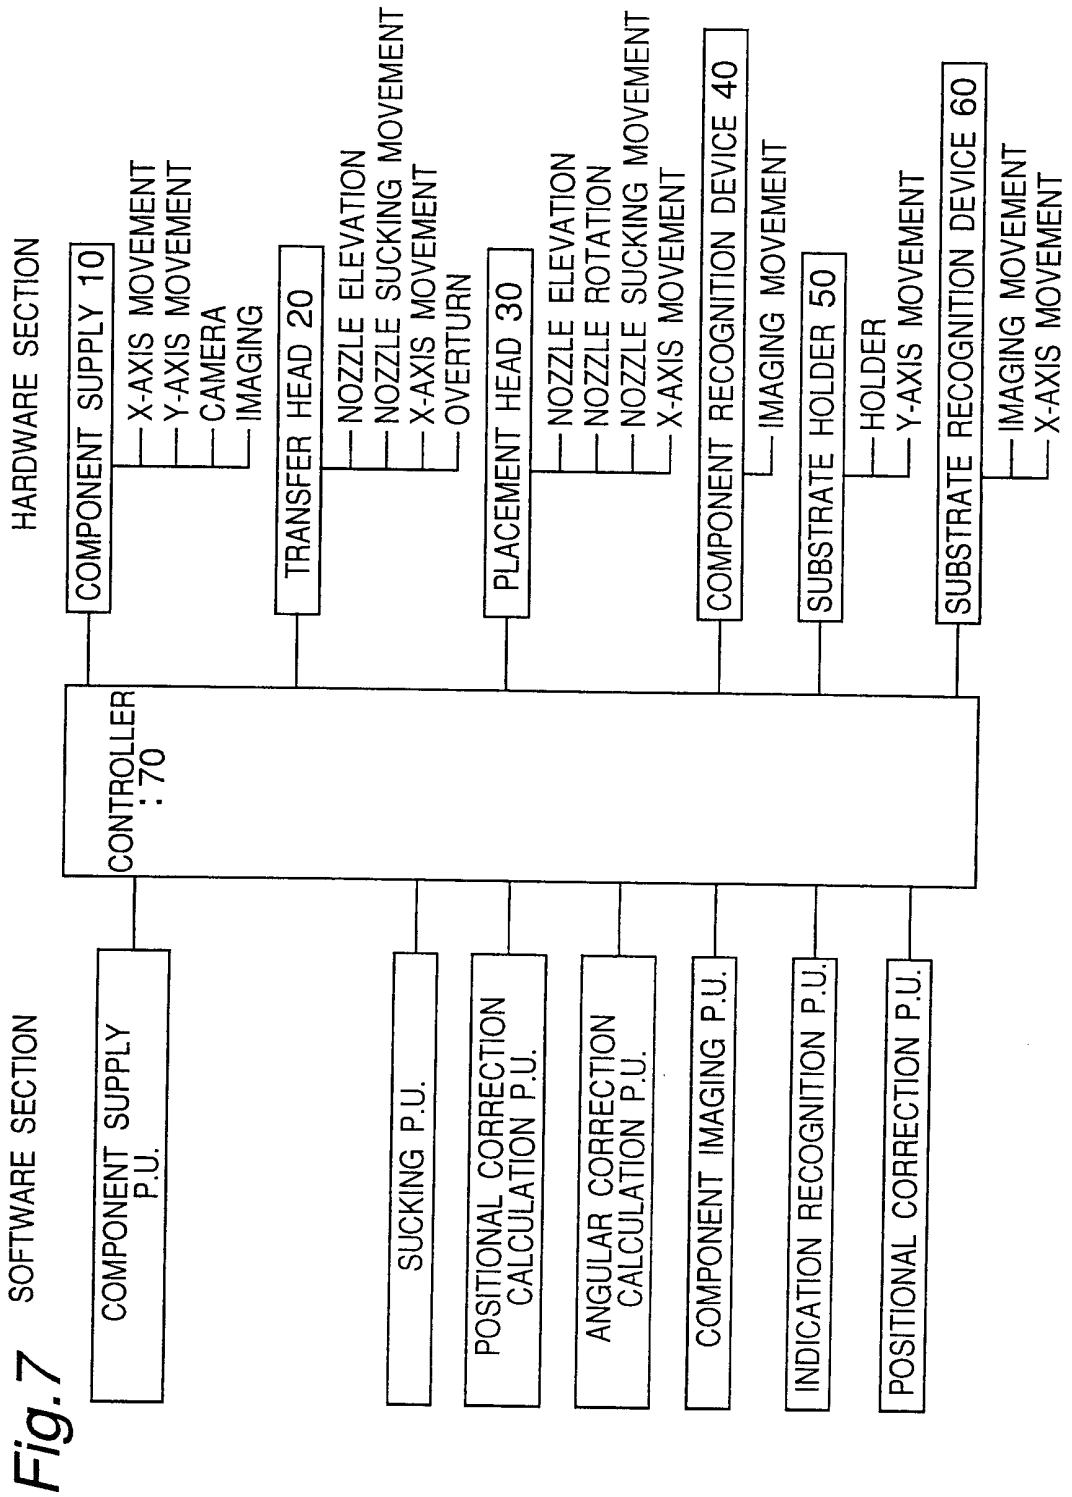 Fig.7
SOFTWARE SECTION
HARDWARE SECTION
COMPONENT SUPPLY
P.U.
SUCKING P.U.
POSITIONAL CORRECTION
CALCULATION P.U.
ANGULAR CORRECTION
CALCULATION P.U.
COMPONENT IMAGING P.U.
INDICATION RECOGNITION P.U.
POSITIONAL CORRECTION P.U.
CONTROLLER
: 70
COMPONENT SUPPLY 10
X-AXIS MOVEMENT
Y-AXIS MOVEMENT
CAMERA
IMAGING
TRANSFER HEAD 20
NOZZLE ELEVATION
NOZZLE SUCKING MOVEMENT
X-AXIS MOVEMENT
OVERTURN
PLACEMENT HEAD 30
NOZZLE ELEVATION
NOZZLE ROTATION
NOZZLE SUCKING MOVEMENT
X-AXIS MOVEMENT
COMPONENT RECOGNITION DEVICE 40
IMAGING MOVEMENT
SUBSTRATE HOLDER 50
HOLDER
Y-AXIS MOVEMENT
SUBSTRATE RECOGNITION DEVICE 60
IMAGING MOVEMENT
X-AXIS MOVEMENT